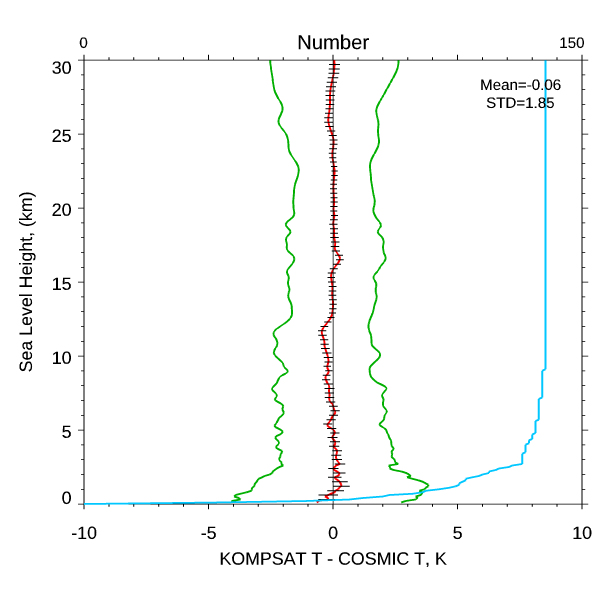 0 Number 150
30
Mean=-0.06
STD=1.85
25
20
15
10
5
0
Sea Level Height, (km)
-10 -5 0 5 10
KOMPSAT T - COSMIC T, K